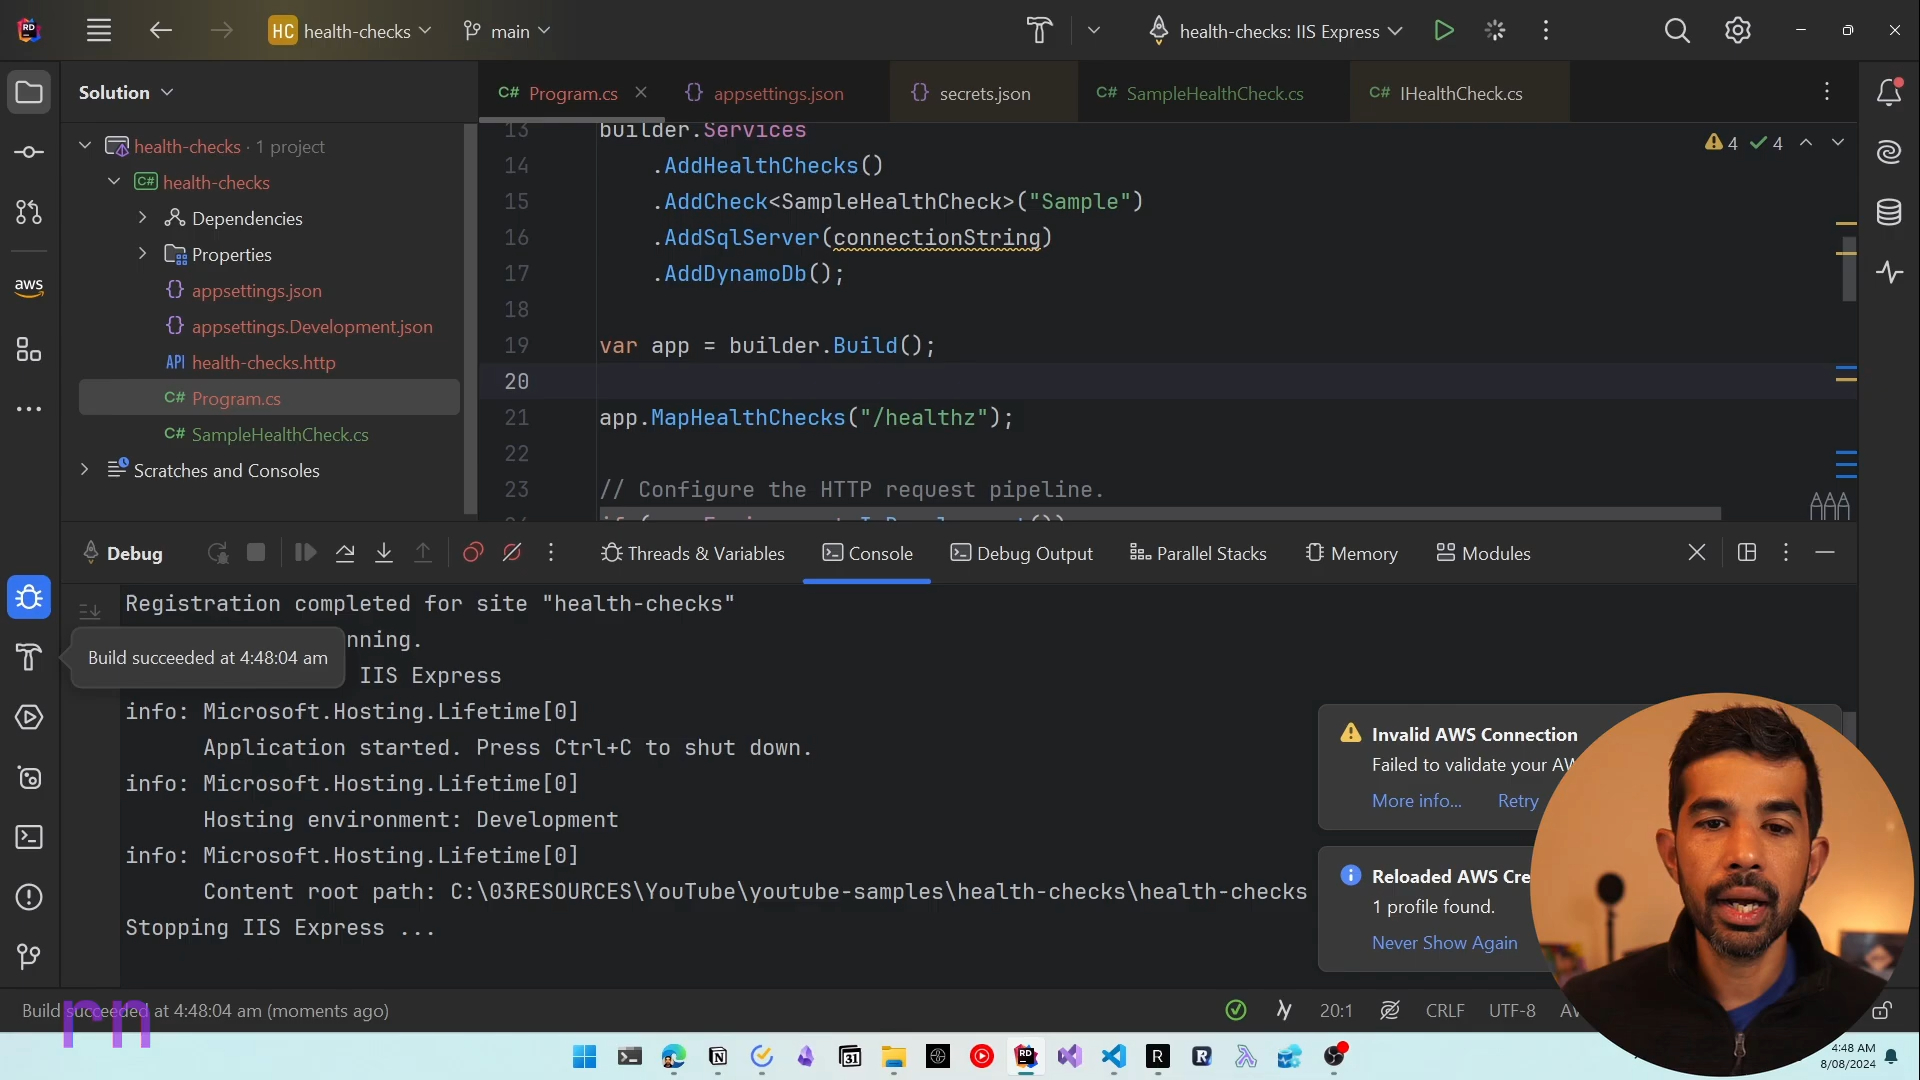 HC health-checks
main
health-checks: IIS Express
Solution
C# Program.cs
{} appsettings.json
{} secrets.json
C# SampleHealthCheck.cs
C# IHealthCheck.cs
health-checks · 1 project
C# health-checks
Dependencies
Properties
{} appsettings.json
{} appsettings.Development.json
API health-checks.http
C# Program.cs
C# SampleHealthCheck.cs
Scratches and Consoles
aws
4 4
13 builder.Services
14 .AddHealthChecks()
15 .AddCheck<SampleHealthCheck>("Sample")
16 .AddSqlServer(connectionString)
17 .AddDynamoDb();
18
19 var app = builder.Build();
20
21 app.MapHealthChecks("/healthz");
22
23 // Configure the HTTP request pipeline.
Debug
Threads & Variables
Console
Debug Output
Parallel Stacks
Memory
Modules
Registration completed for site "health-checks"
nning.
Build succeeded at 4:48:04 am
IIS Express
info: Microsoft.Hosting.Lifetime[0]
Application started. Press Ctrl+C to shut down.
info: Microsoft.Hosting.Lifetime[0]
Hosting environment: Development
info: Microsoft.Hosting.Lifetime[0]
Content root path: C:\03RESOURCES\YouTube\youtube-samples\health-checks\health-checks
Stopping IIS Express ...
Invalid AWS Connection
Failed to validate your AW
More info... Retry
Reloaded AWS Cre
1 profile found.
Never Show Again
Build succeeded at 4:48:04 am (moments ago)
rn
20:1
CRLF
UTF-8
4:48 AM
8/08/2024